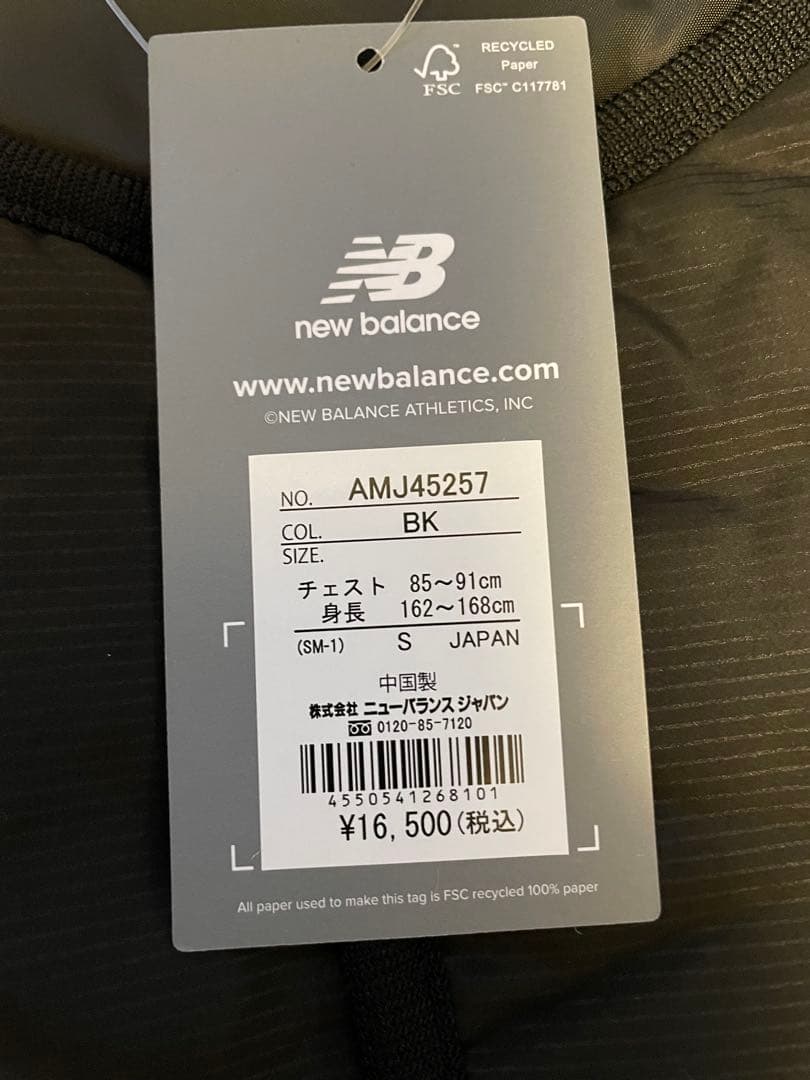 RECYCLED
Paper
FSC™ C117781
FSC
NB
new balance
www.newbalance.com
©NEW BALANCE ATHLETICS, INC
NO. AMJ45257
COL. BK
SIZE.
チェスト 85～91cm
身長 162～168cm
(SM-1) S JAPAN
中国製
株式会社 ニューバランス ジャパン
0120-85-7120
4550541268101
¥16,500(税込)
All paper used to make this tag is FSC recycled 100% paper